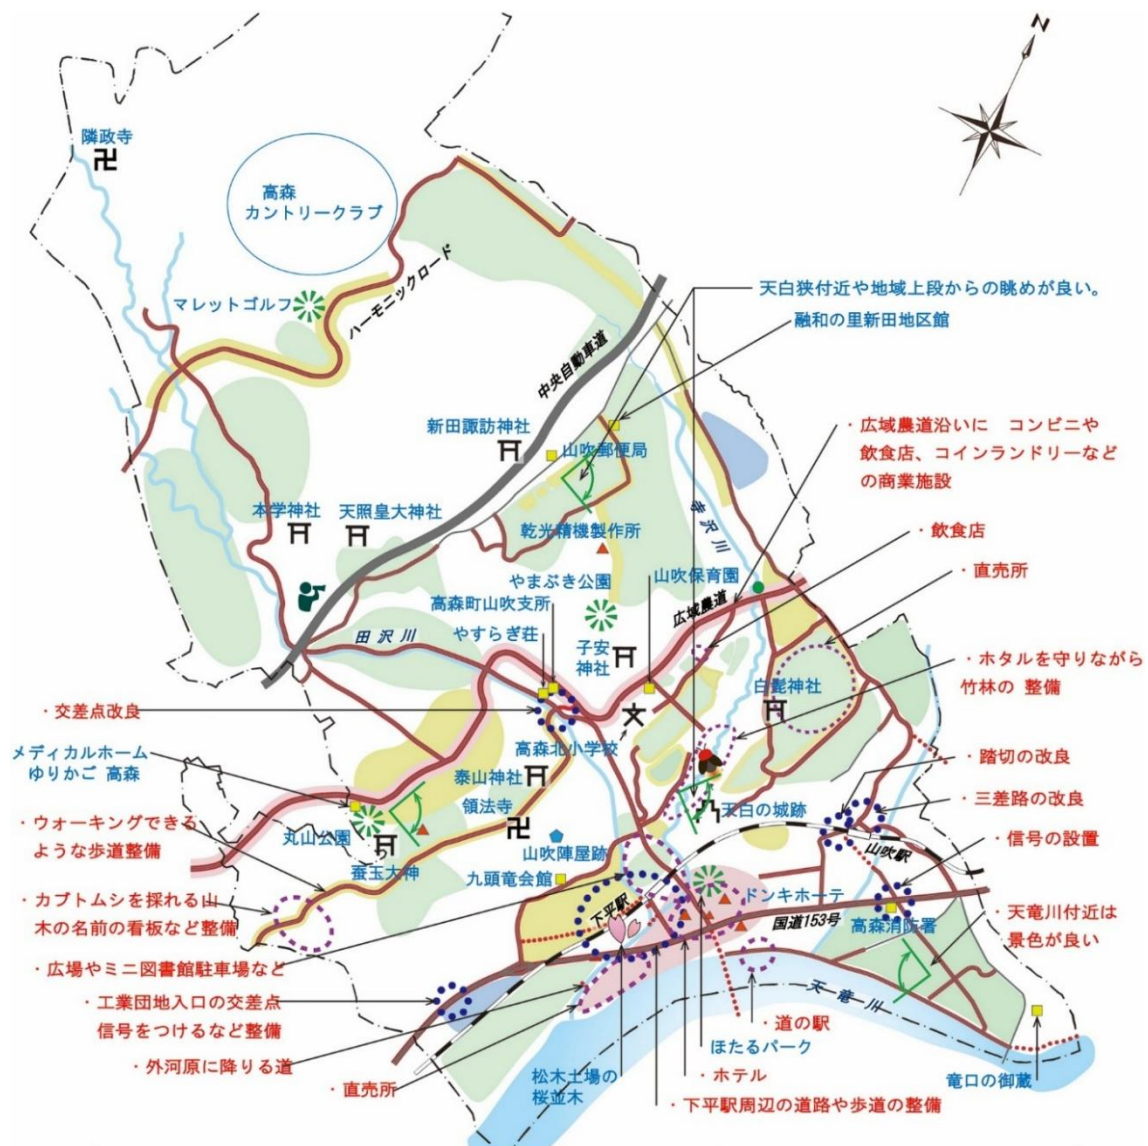 N
隣政寺
高森
カントリークラブ
マレットゴルフ
ハーモニックロード
中央自動車道
天白狭付近や地域上段からの眺めが良い。
融和の里新田地区館
新田諏訪神社
山吹郵便局
・広域農道沿いに コンビニや
飲食店、コインランドリーなど
の商業施設
本学神社
天照皇大神社
乾光精機製作所
寺沢川
・飲食店
やまぶき公園
山吹保育園
・直売所
高森町山吹支所
広域農道
田沢川
やすらぎ荘
子安
神社
・ホタルを守りながら
竹林の 整備
白髭神社
・交差点改良
高森北小学校
メディカルホーム
ゆりかご 高森
泰山神社
・踏切の改良
領法寺
天白の城跡
・三差路の改良
・ウォーキングできる
ような歩道整備
丸山公園
蚕玉大神
山吹陣屋跡
山吹駅
・信号の設置
九頭竜会館
・カブトムシを採れる山
木の名前の看板など整備
下平駅
ドンキホーテ
国道153号
高森消防署
・天竜川付近は
景色が良い
・広場やミニ図書館駐車場など
・工業団地入口の交差点
信号をつけるなど整備
天竜川
・道の駅
ほたるパーク
・外河原に降りる道
・直売所
松木土場の
桜並木
・ホテル
竜口の御蔵
・下平駅周辺の道路や歩道の整備